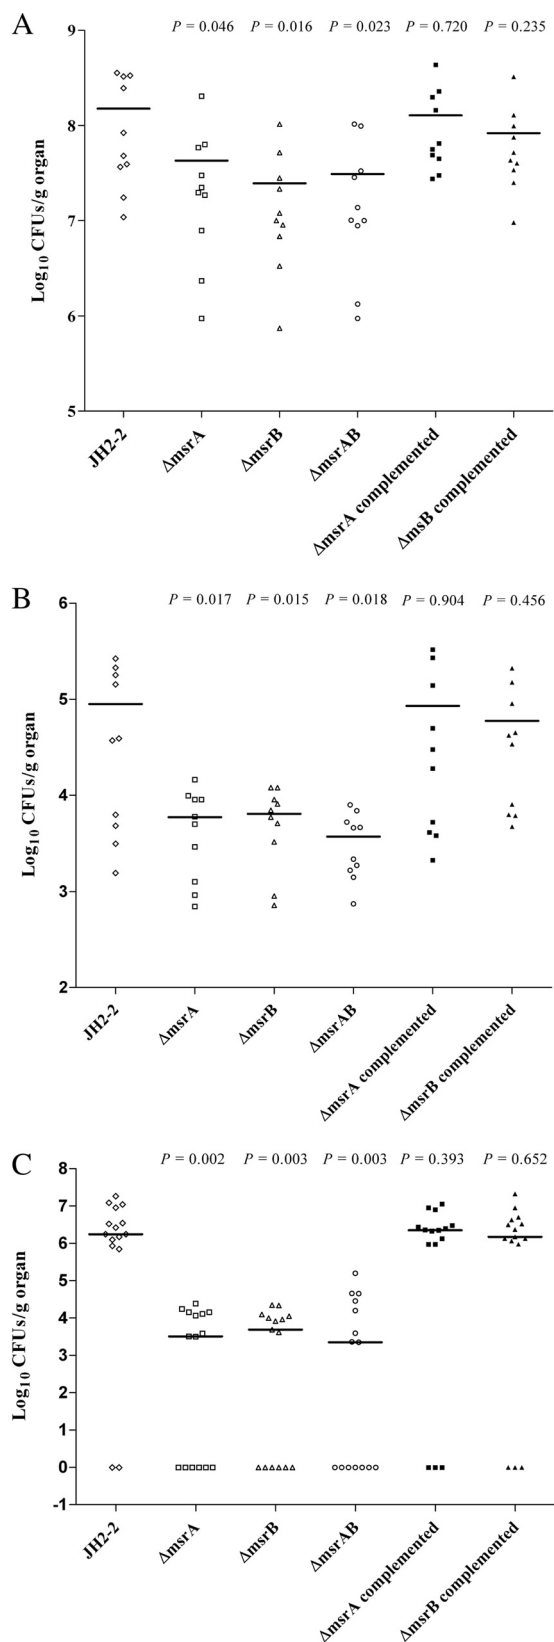 A
P = 0.046 P = 0.016 P = 0.023 P = 0.720 P = 0.235
9
8
7
6
5
Log10 CFUs/g organ
JH2-2
ΔmsrA
ΔmsrB
ΔmsrAB
ΔmsrA complemented
ΔmsB complemented
B
P = 0.017 P = 0.015 P = 0.018 P = 0.904 P = 0.456
6
5
4
3
2
Log10 CFUs/g organ
JH2-2
ΔmsrA
ΔmsrB
ΔmsrAB
ΔmsrA complemented
ΔmsrB complemented
C
P = 0.002 P = 0.003 P = 0.003 P = 0.393 P = 0.652
8
7
6
5
4
3
2
1
0
-1
Log10 CFUs/g organ
JH2-2
ΔmsrA
ΔmsrB
ΔmsrAB
ΔmsrA complemented
ΔmsrB complemented